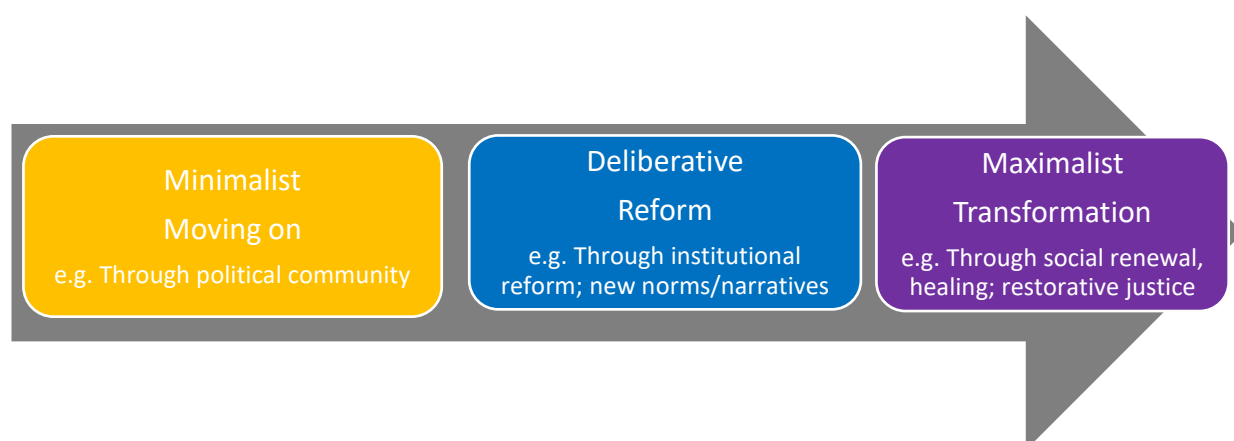 Minimalist
Moving on
e.g. Through political community
Deliberative
Reform
e.g. Through institutional
reform; new norms/narratives
Maximalist
Transformation
e.g. Through social renewal,
healing; restorative justice